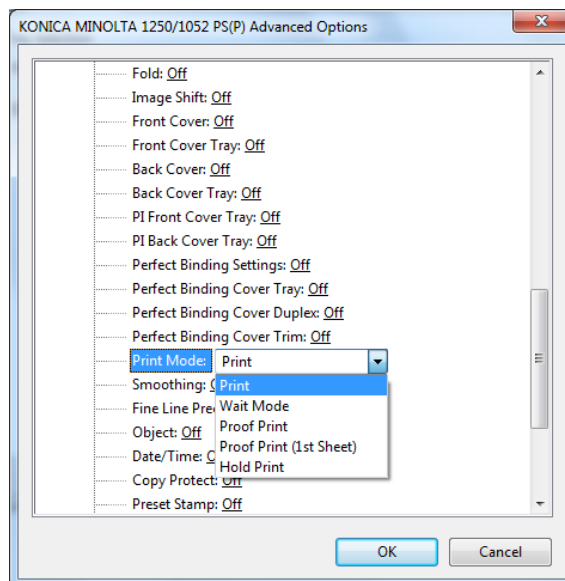 KONICA MINOLTA 1250/1052 PS(P) Advanced Options
Fold: Off
Image Shift: Off
Front Cover: Off
Front Cover Tray: Off
Back Cover: Off
Back Cover Tray: Off
PI Front Cover Tray: Off
PI Back Cover Tray: Off
Perfect Binding Settings: Off
Perfect Binding Cover Tray: Off
Perfect Binding Cover Duplex: Off
Perfect Binding Cover Trim: Off
Print Mode: Print
Smoothing:
Print
Fine Line
Wait Mode
Object: Off
Proof Print
Date/Time:
Proof Print (1st Sheet)
Hold Print
Copy Protect: Off
Preset Stamp: Off
OK Cancel